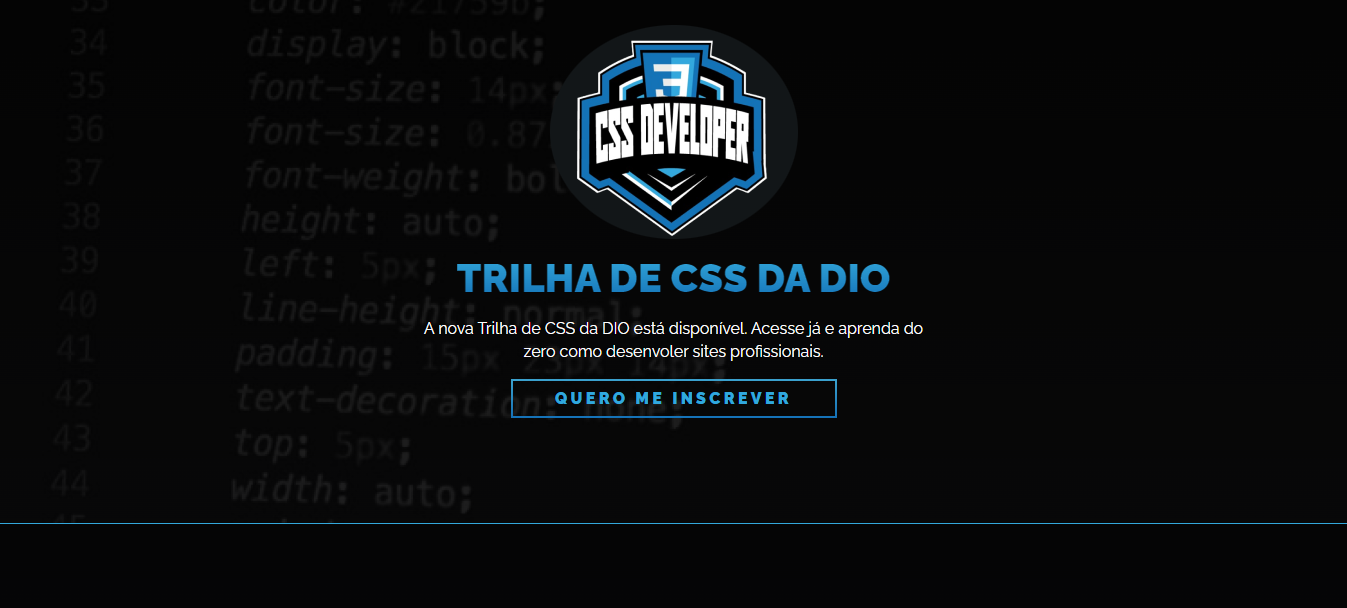 33 color: #21759b;
34 display: block;
35 font-size: 14px;
36 font-size: 0.87
37 font-weight: bol
38 height: auto;
39 left: 5px;
40 line-height: normal;
41 padding: 15px 23px 14px;
42 text-decoration: none;
43 top: 5px;
44 width: auto;
45
3
CSS DEVELOPER
TRILHA DE CSS DA DIO
A nova Trilha de CSS da DIO está disponível. Acesse já e aprenda do
zero como desenvoler sites profissionais.
QUERO ME INSCREVER